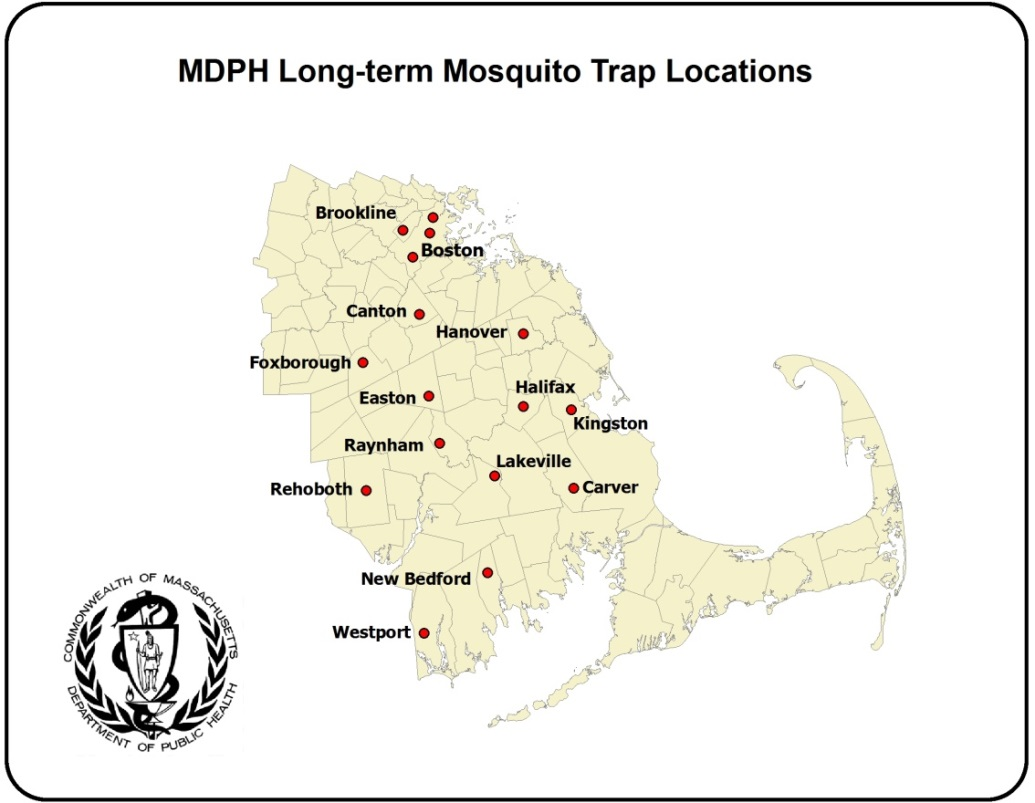 MDPH Long-term Mosquito Trap Locations
Brookline
Boston
Canton
Hanover
Foxborough
Halifax
Easton
Kingston
Raynham
Lakeville
Rehoboth
Carver
New Bedford
Westport
COMMONWEALTH OF MASSACHUSETTS
DEPARTMENT OF PUBLIC HEALTH